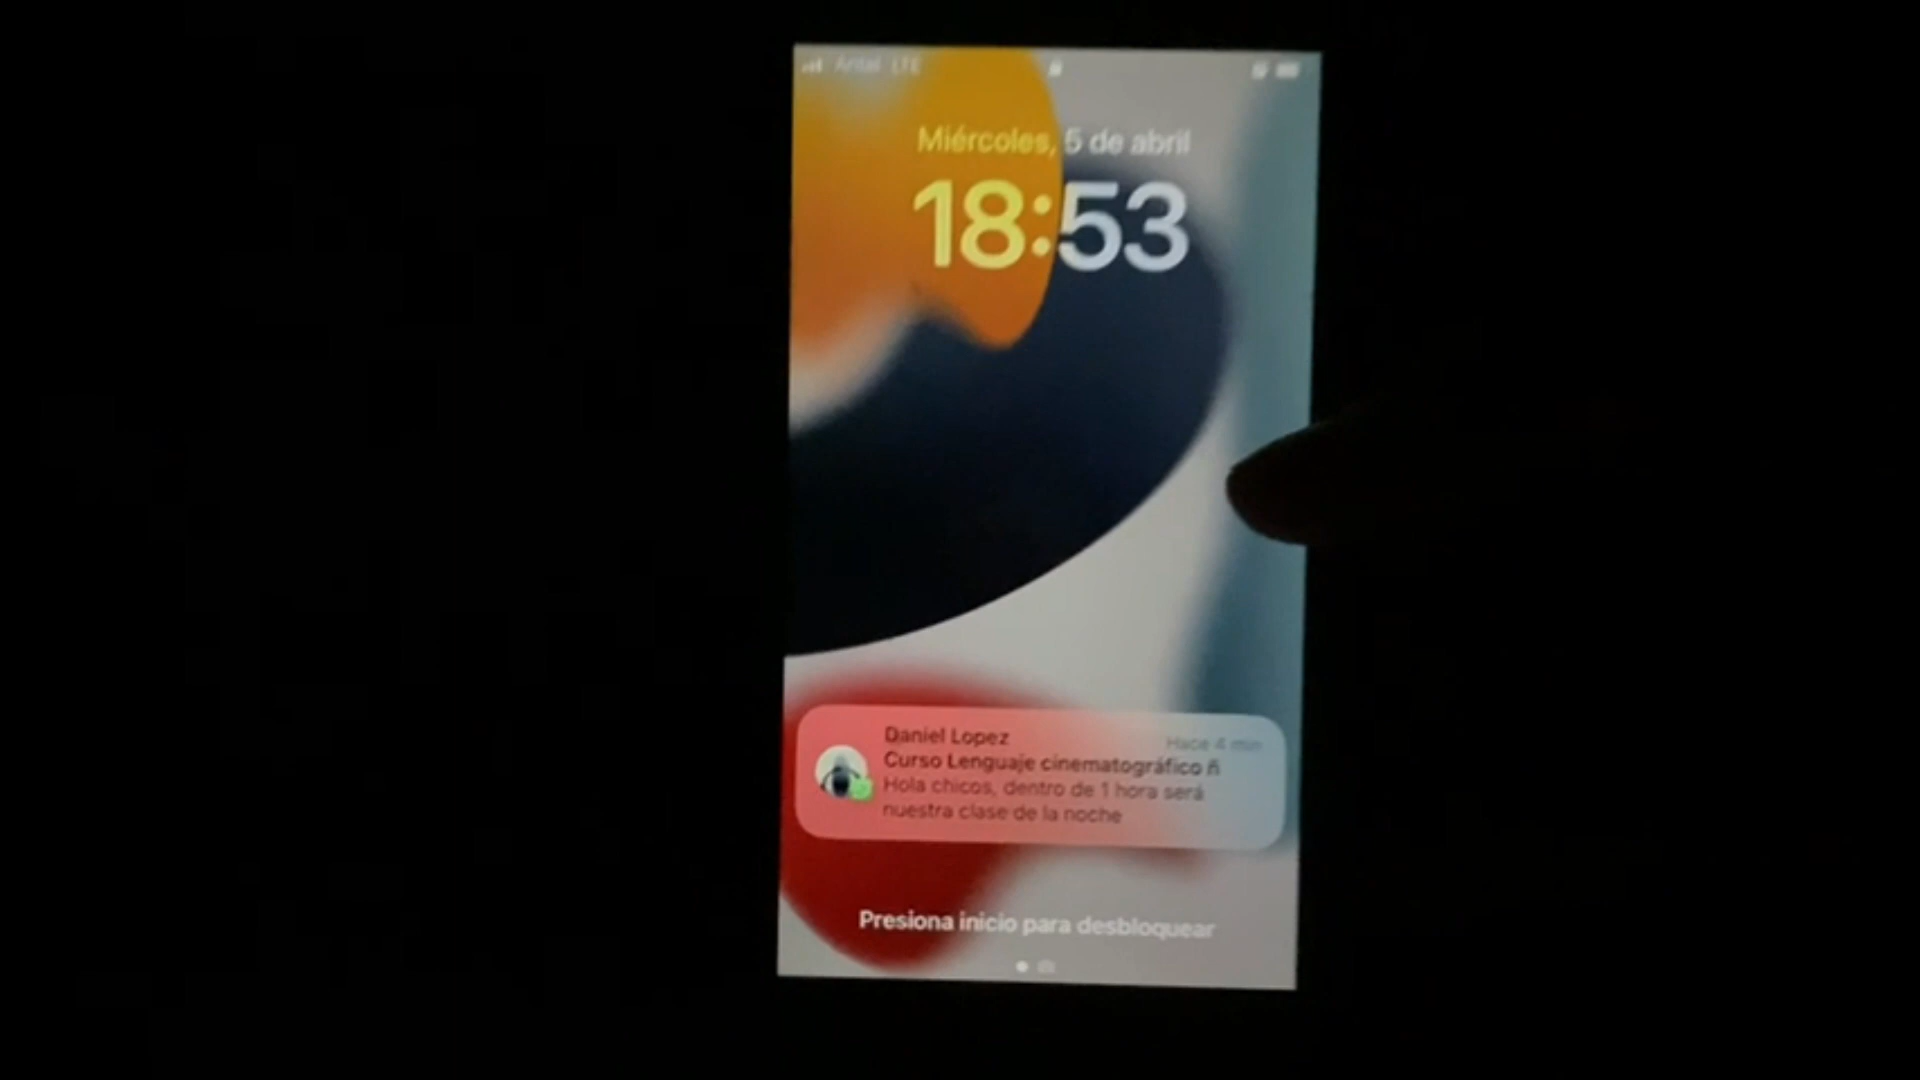 Antel LTE
Miércoles, 5 de abril
18:53
Daniel Lopez
Hace 4 min
Curso Lenguaje cinematográfico ñ
Hola chicos, dentro de 1 hora será
nuestra clase de la noche
Presiona inicio para desbloquear